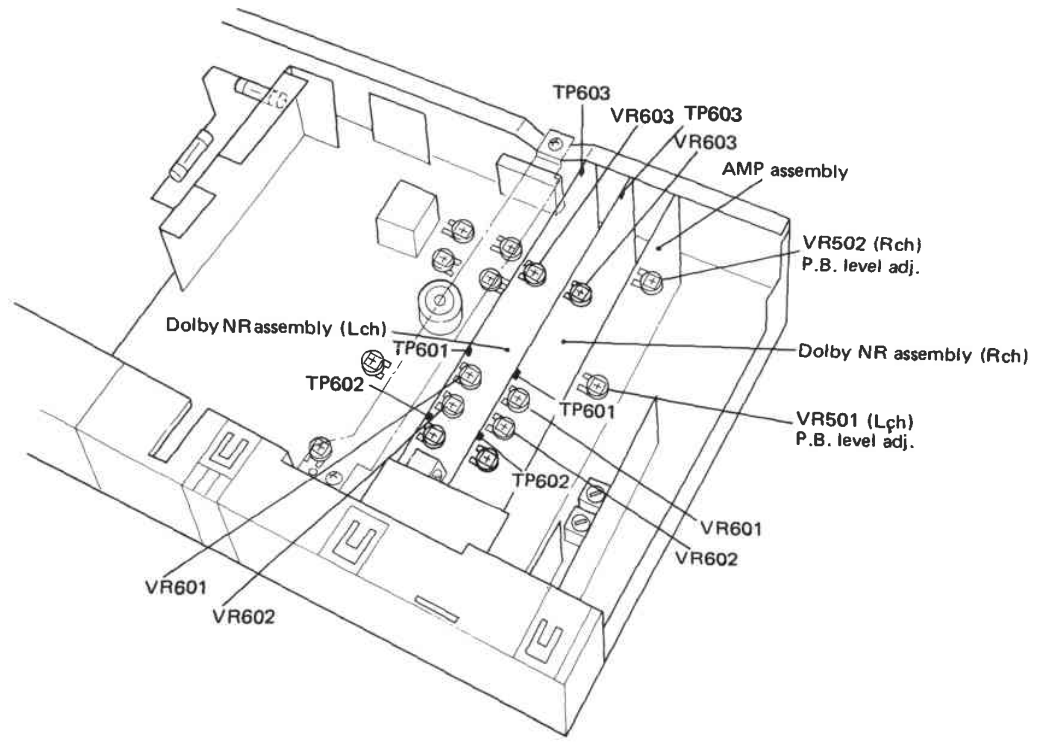 TP603
VR603
TP603
VR603
AMP assembly
VR502 (Rch)
P.B. level adj.
Dolby NR assembly (Lch)
TP601
Dolby NR assembly (Rch)
TP602
TP601
VR501 (Lch)
P.B. level adj.
TP602
VR601
VR602
VR601
VR602